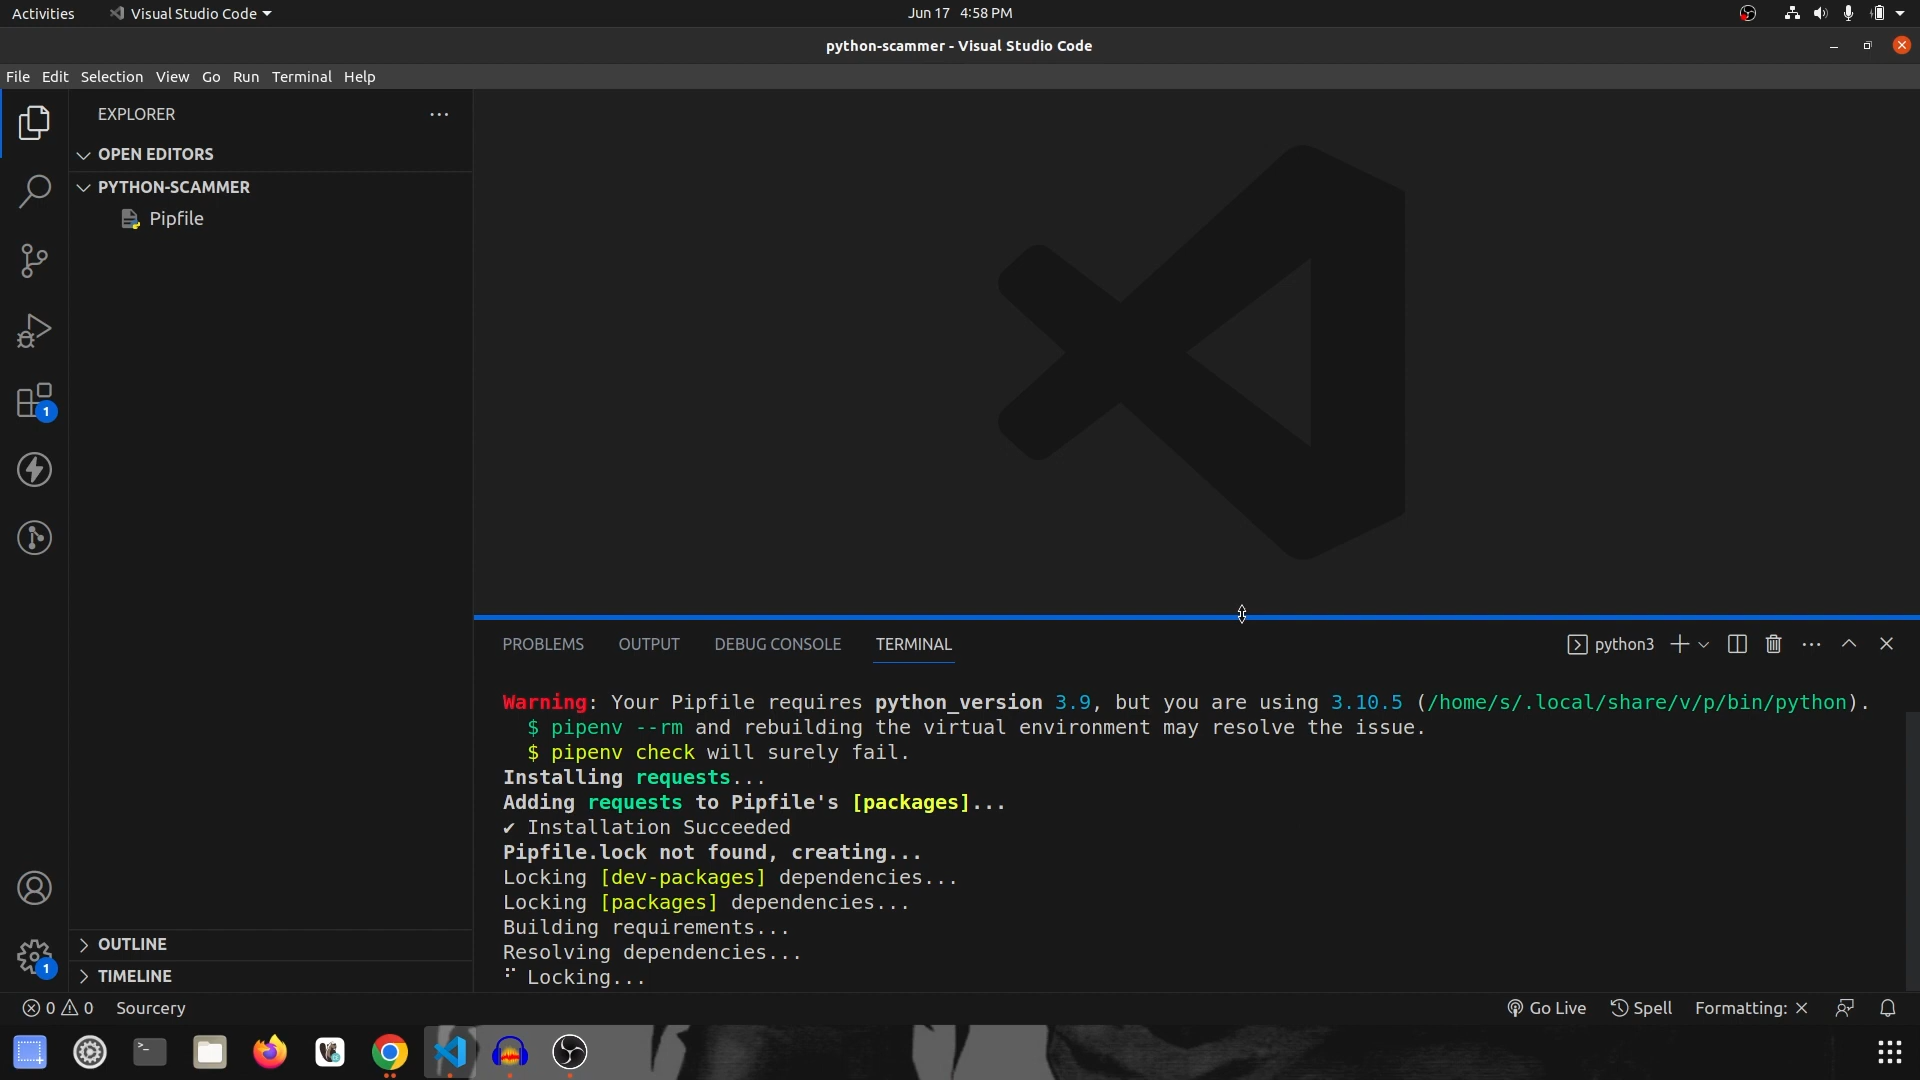 Activities
Visual Studio Code
Jun 17 4:58 PM
python-scammer - Visual Studio Code
File Edit Selection View Go Run Terminal Help
EXPLORER
OPEN EDITORS
PYTHON-SCAMMER
Pipfile
1
PROBLEMS OUTPUT DEBUG CONSOLE TERMINAL
python3
Warning: Your Pipfile requires python_version 3.9, but you are using 3.10.5 (/home/s/.local/share/v/p/bin/python).
$ pipenv --rm and rebuilding the virtual environment may resolve the issue.
$ pipenv check will surely fail.
Installing requests...
Adding requests to Pipfile's [packages]...
✔ Installation Succeeded
Pipfile.lock not found, creating...
Locking [dev-packages] dependencies...
Locking [packages] dependencies...
Building requirements...
Resolving dependencies...
⠋ Locking...
OUTLINE
1
TIMELINE
0 0 Sourcery
Go Live Spell Formatting: ×